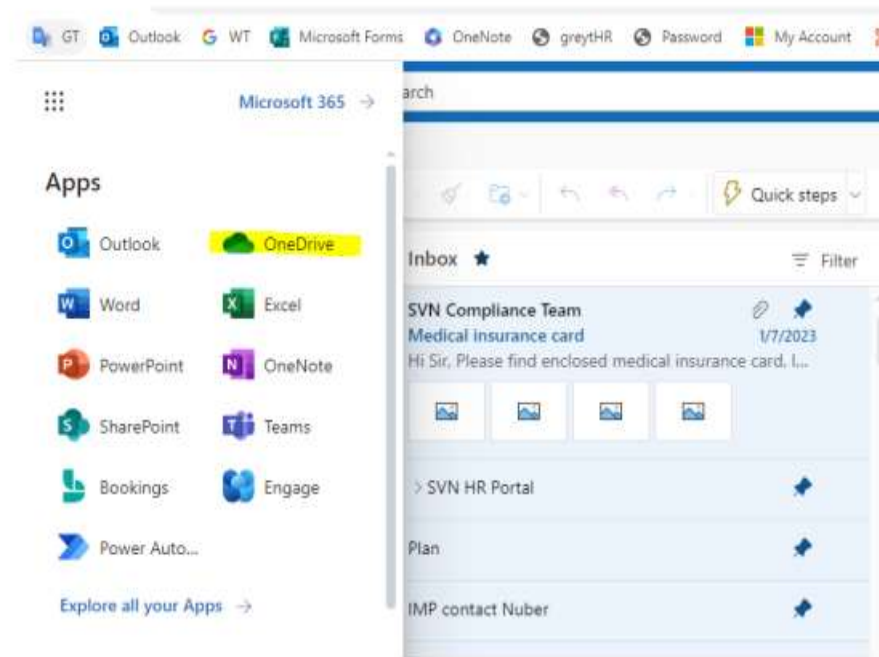 GT Outlook WT Microsoft Forms OneNote greytHR Password My Account
Microsoft 365
arch
Apps
Quick steps
Outlook OneDrive
Inbox Filter
Word Excel
SVN Compliance Team
Medical insurance card 1/7/2023
Hi Sir, Please find enclosed medical insurance card, I...
PowerPoint OneNote
SharePoint Teams
Bookings Engage
SVN HR Portal
Power Auto...
Plan
Explore all your Apps
IMP contact Nuber